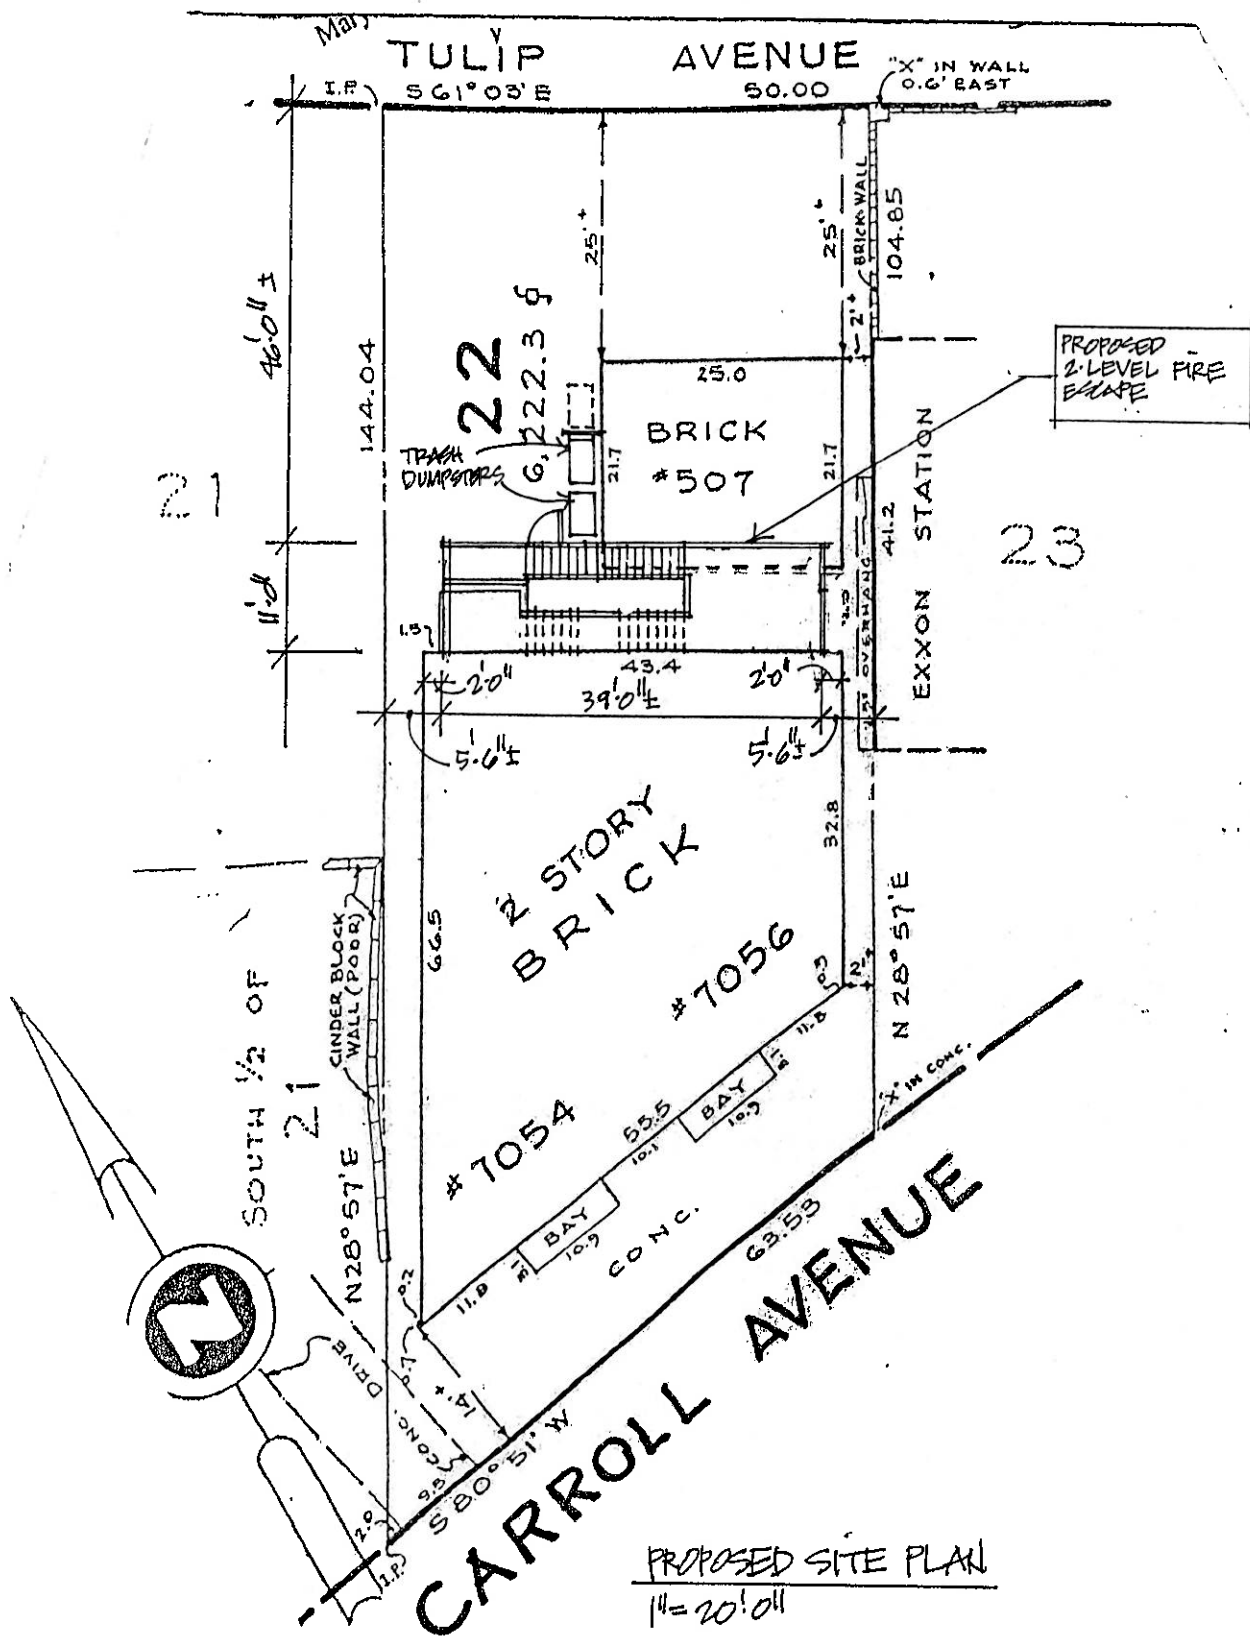 TULIP AVENUE
"X" IN WALL
0.6' EAST
I.P.
S 61° 03' E
50.00
25'±
25'±
BRICK WALL
104.85
2'±
46'.0" ±
144.04
22
6,222.3
PROPOSED
2·LEVEL FIRE
ESCAPE
25.0
BRICK
#507
21.7
21.7
TRASH
DUMPSTERS
21
23
EXXON STATION
41.2
OVERHANG
11'.0"
1.5
43.4
2'.0"
2'.0"
39'.0"±
5'.6"±
5'.6"±
2 STORY
BRICK
32.8
66.5
CINDER BLOCK
WALL (POOR)
SOUTH 1/2 OF
21
#7056
0.5
2'±
N 28° 57' E
11.8
BAY
10.9
"X" IN CONC.
55.5
10.1
#7054
N 28° 57' E
BAY
10.9
CONC.
63.53
11.8
0.2
0.7
14'±
N
CONC. DRIVE
9.5
2.0
I.P.
S 80° 51' W
CARROLL AVENUE
PROPOSED SITE PLAN
1"= 20'.0"